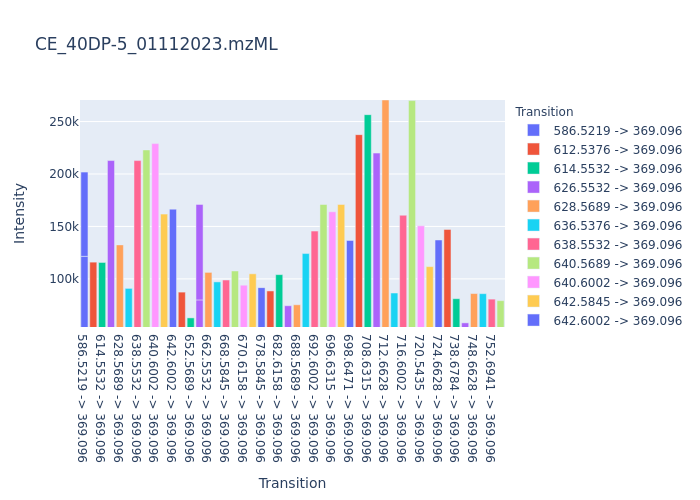 CE_40DP-5_01112023.mzML
Intensity
250k
200k
150k
100k
586.5219 -> 369.096
614.5532 -> 369.096
628.5689 -> 369.096
638.5532 -> 369.096
640.6002 -> 369.096
642.6002 -> 369.096
652.5689 -> 369.096
662.5532 -> 369.096
668.5845 -> 369.096
670.6158 -> 369.096
678.5845 -> 369.096
682.6158 -> 369.096
688.5689 -> 369.096
692.6002 -> 369.096
696.6315 -> 369.096
698.6471 -> 369.096
708.6315 -> 369.096
712.6628 -> 369.096
716.6002 -> 369.096
720.5435 -> 369.096
724.6628 -> 369.096
738.6784 -> 369.096
748.6628 -> 369.096
752.6941 -> 369.096
Transition
Transition
586.5219 -> 369.096
612.5376 -> 369.096
614.5532 -> 369.096
626.5532 -> 369.096
628.5689 -> 369.096
636.5376 -> 369.096
638.5532 -> 369.096
640.5689 -> 369.096
640.6002 -> 369.096
642.5845 -> 369.096
642.6002 -> 369.096